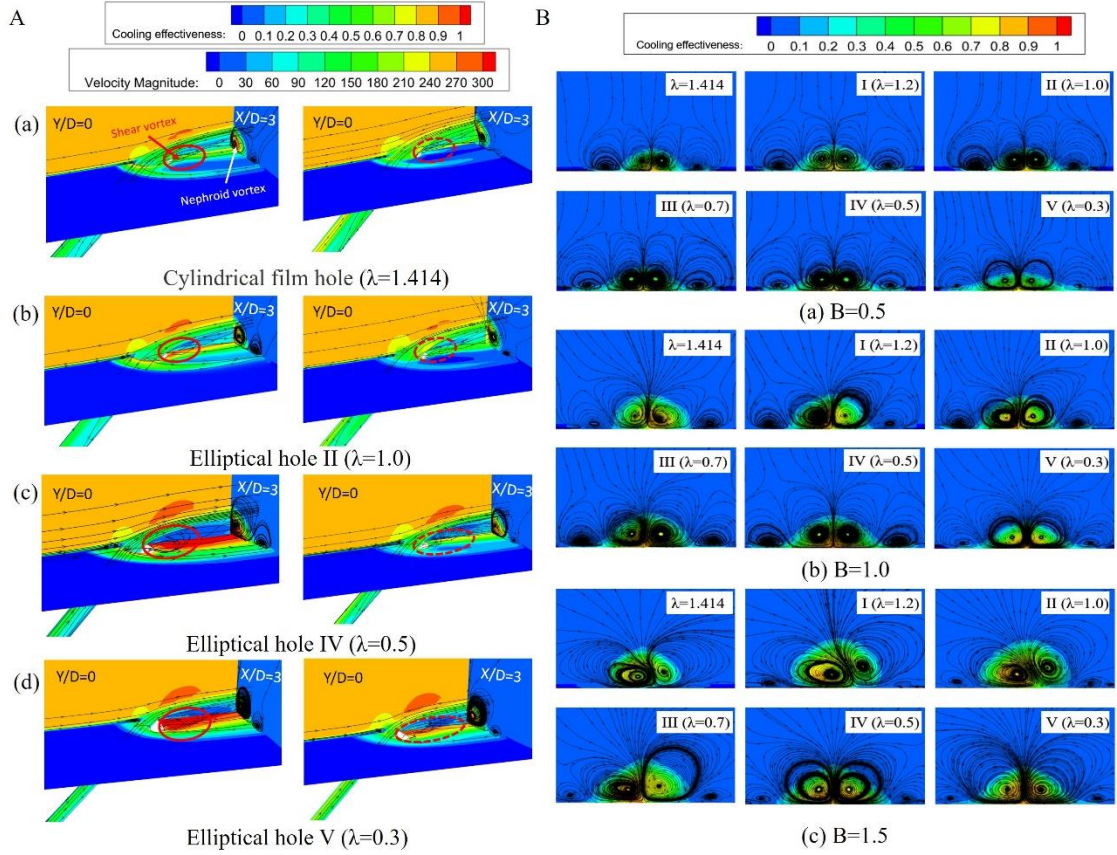 A
Cooling effectiveness: 0 0.1 0.2 0.3 0.4 0.5 0.6 0.7 0.8 0.9 1
Velocity Magnitude: 0 30 60 90 120 150 180 210 240 270 300
(a)
Y/D=0
Shear vortex
X/D=3
Nephroid vortex
Y/D=0
X/D=3
Cylindrical film hole (λ=1.414)
(b)
Y/D=0
X/D=3
Y/D=0
X/D=3
Elliptical hole II (λ=1.0)
(c)
Y/D=0
X/D=3
Y/D=0
X/D=3
Elliptical hole IV (λ=0.5)
(d)
Y/D=0
X/D=3
Y/D=0
X/D=3
Elliptical hole V (λ=0.3)
B
Cooling effectiveness: 0 0.1 0.2 0.3 0.4 0.5 0.6 0.7 0.8 0.9 1
λ=1.414
I (λ=1.2)
II (λ=1.0)
III (λ=0.7)
IV (λ=0.5)
V (λ=0.3)
(a) B=0.5
λ=1.414
I (λ=1.2)
II (λ=1.0)
III (λ=0.7)
IV (λ=0.5)
V (λ=0.3)
(b) B=1.0
λ=1.414
I (λ=1.2)
II (λ=1.0)
III (λ=0.7)
IV (λ=0.5)
V (λ=0.3)
(c) B=1.5